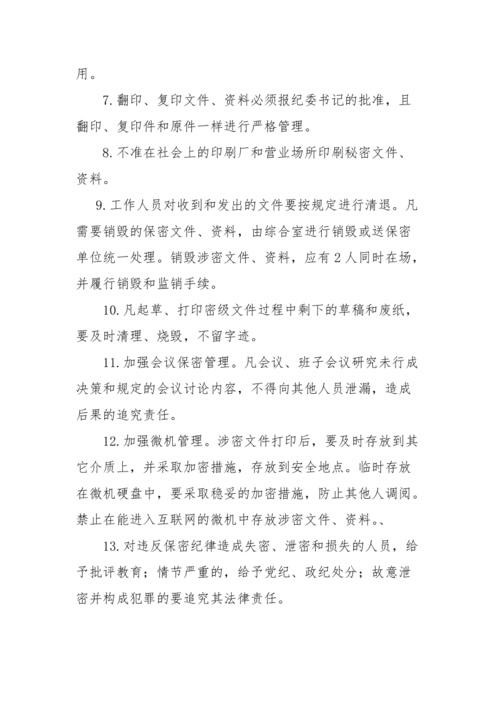 用。
7.翻印、复印文件、资料必须报纪委书记的批准，且
翻印、复印件和原件一样进行严格管理。
8.不准在社会上的印刷厂和营业场所印刷秘密文件、
资料。
9.工作人员对收到和发出的文件要按规定进行清退。凡
需要销毁的保密文件、资料，由综合室进行销毁或送保密
单位统一处理。销毁涉密文件、资料，应有２人同时在场，
并履行销毁和监销手续。
10.凡起草、打印密级文件过程中剩下的草稿和废纸，
要及时清理、烧毁，不留字迹。
11.加强会议保密管理。凡会议、班子会议研究未行成
决策和规定的会议讨论内容，不得向其他人员泄漏，造成
后果的追究责任。
12.加强微机管理。涉密文件打印后，要及时存放到其
它介质上，并采取加密措施，存放到安全地点。临时存放
在微机硬盘中，要采取稳妥的加密措施，防止其他人调阅。
禁止在能进入互联网的微机中存放涉密文件、资料。、
13.对违反保密纪律造成失密、泄密和损失的人员，给
予批评教育；情节严重的，给予党纪、政纪处分；故意泄
密并构成犯罪的要追究其法律责任。